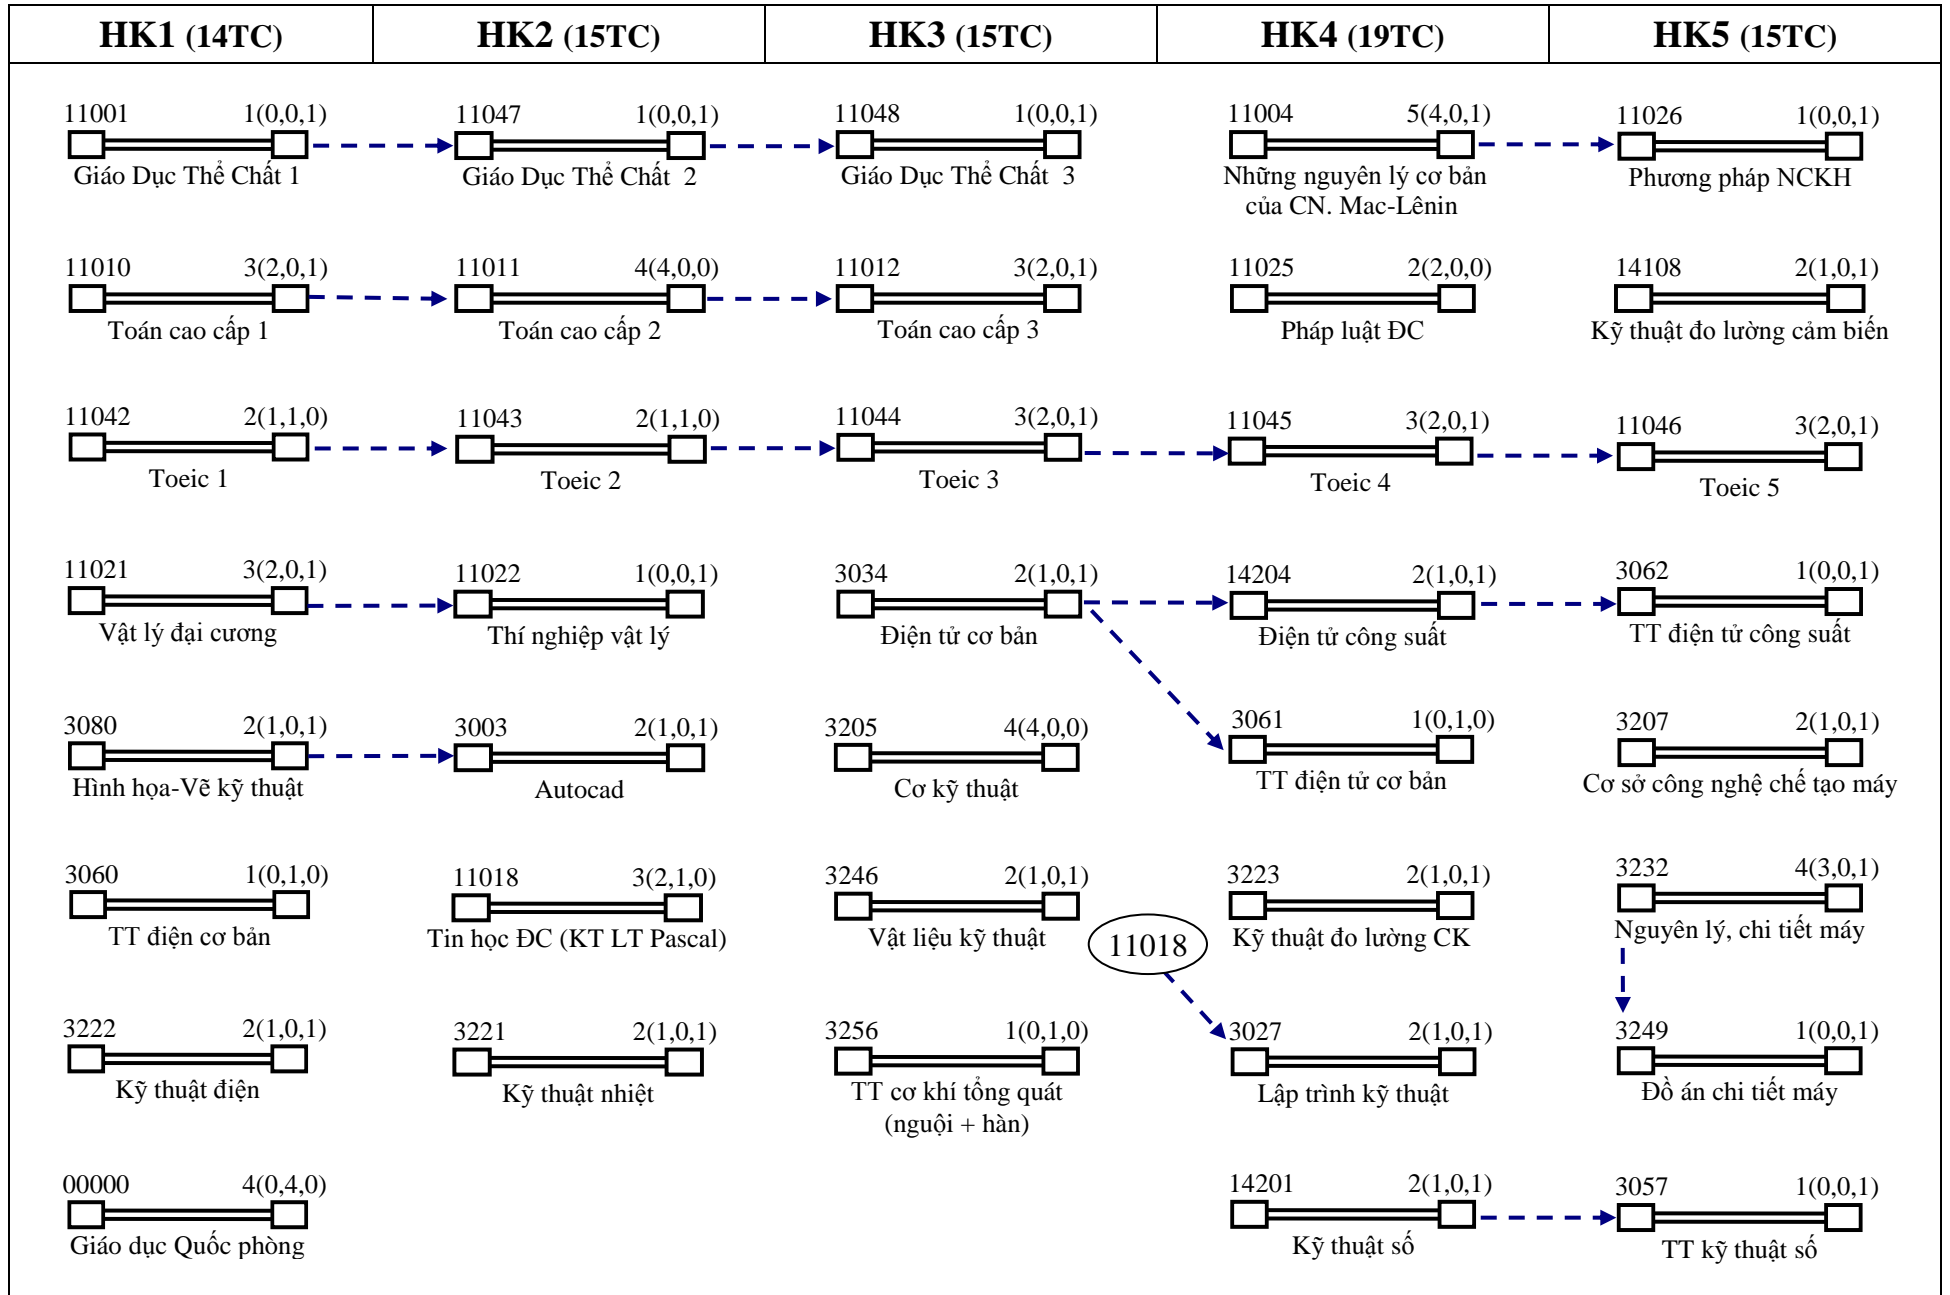 HK1 (14TC) HK2 (15TC) HK3 (15TC) HK4 (19TC) HK5 (15TC)
11001 1(0,0,1) 11047 1(0,0,1) 11048 1(0,0,1) 11004 5(4,0,1) 11026 1(0,0,1)
Giáo Dục Thể Chất 1 Giáo Dục Thể Chất 2 Giáo Dục Thể Chất 3 Những nguyên lý cơ bản Phương pháp NCKH
của CN. Mac-Lênin
11010 3(2,0,1) 11011 4(4,0,0) 11012 3(2,0,1) 11025 2(2,0,0) 14108 2(1,0,1)
Toán cao cấp 1 Toán cao cấp 2 Toán cao cấp 3 Pháp luật ĐC Kỹ thuật đo lường cảm biến
11042 2(1,1,0) 11043 2(1,1,0) 11044 3(2,0,1) 11045 3(2,0,1) 11046 3(2,0,1)
Toeic 1 Toeic 2 Toeic 3 Toeic 4 Toeic 5
11021 3(2,0,1) 11022 1(0,0,1) 3034 2(1,0,1) 14204 2(1,0,1) 3062 1(0,0,1)
Vật lý đại cương Thí nghiệp vật lý Điện tử cơ bản Điện tử công suất TT điện tử công suất
3080 2(1,0,1) 3003 2(1,0,1) 3205 4(4,0,0) 3061 1(0,1,0) 3207 2(1,0,1)
Hình họa-Vẽ kỹ thuật Autocad Cơ kỹ thuật TT điện tử cơ bản Cơ sở công nghệ chế tạo máy
3060 1(0,1,0) 11018 3(2,1,0) 3246 2(1,0,1) 3223 2(1,0,1) 3232 4(3,0,1)
TT điện cơ bản Tin học ĐC (KT LT Pascal) Vật liệu kỹ thuật 11018 Kỹ thuật đo lường CK Nguyên lý, chi tiết máy
3222 2(1,0,1) 3221 2(1,0,1) 3256 1(0,1,0) 3027 2(1,0,1) 3249 1(0,0,1)
Kỹ thuật điện Kỹ thuật nhiệt TT cơ khí tổng quát Lập trình kỹ thuật Đồ án chi tiết máy
(nguội + hàn)
00000 4(0,4,0) 14201 2(1,0,1) 3057 1(0,0,1)
Giáo dục Quốc phòng Kỹ thuật số TT kỹ thuật số